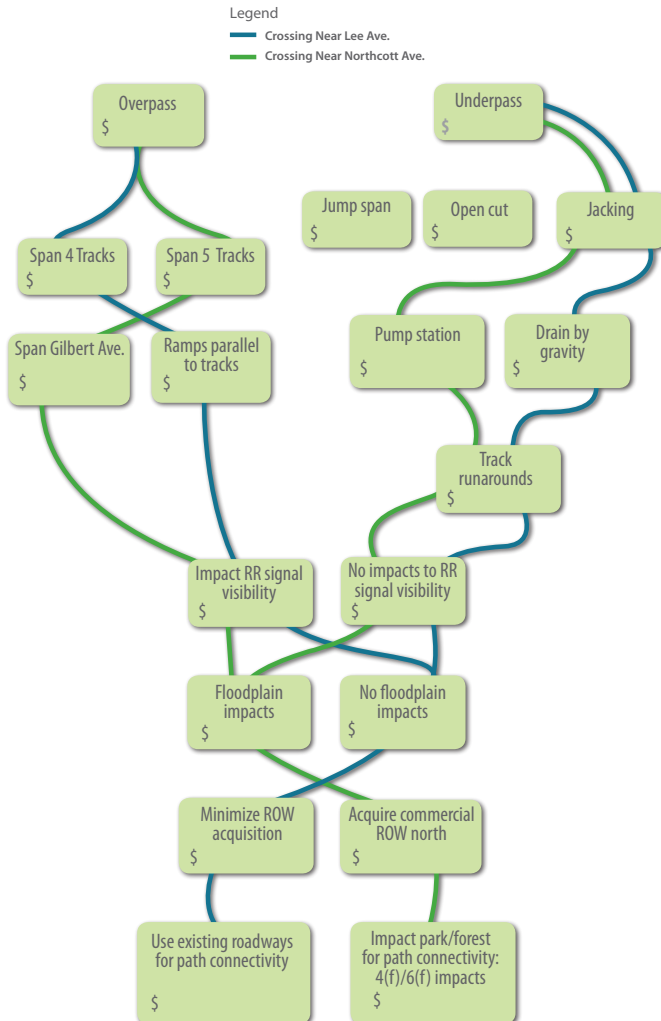 Legend
Crossing Near Lee Ave.
Crossing Near Northcott Ave.
Overpass
$
Underpass
$
Jump span
$
Open cut
$
Jacking
$
Span 4 Tracks
$
Span 5 Tracks
$
Span Gilbert Ave.
$
Ramps parallel
to tracks
$
Pump station
$
Drain by
gravity
$
Track
runarounds
$
Impact RR signal
visibility
$
No impacts to RR
signal visibility
$
Floodplain
impacts
$
No floodplain
impacts
$
Minimize ROW
acquisition
$
Acquire commercial
ROW north
$
Use existing roadways
for path connectivity
$
Impact park/forest
for path connectivity:
4(f)/6(f) impacts
$